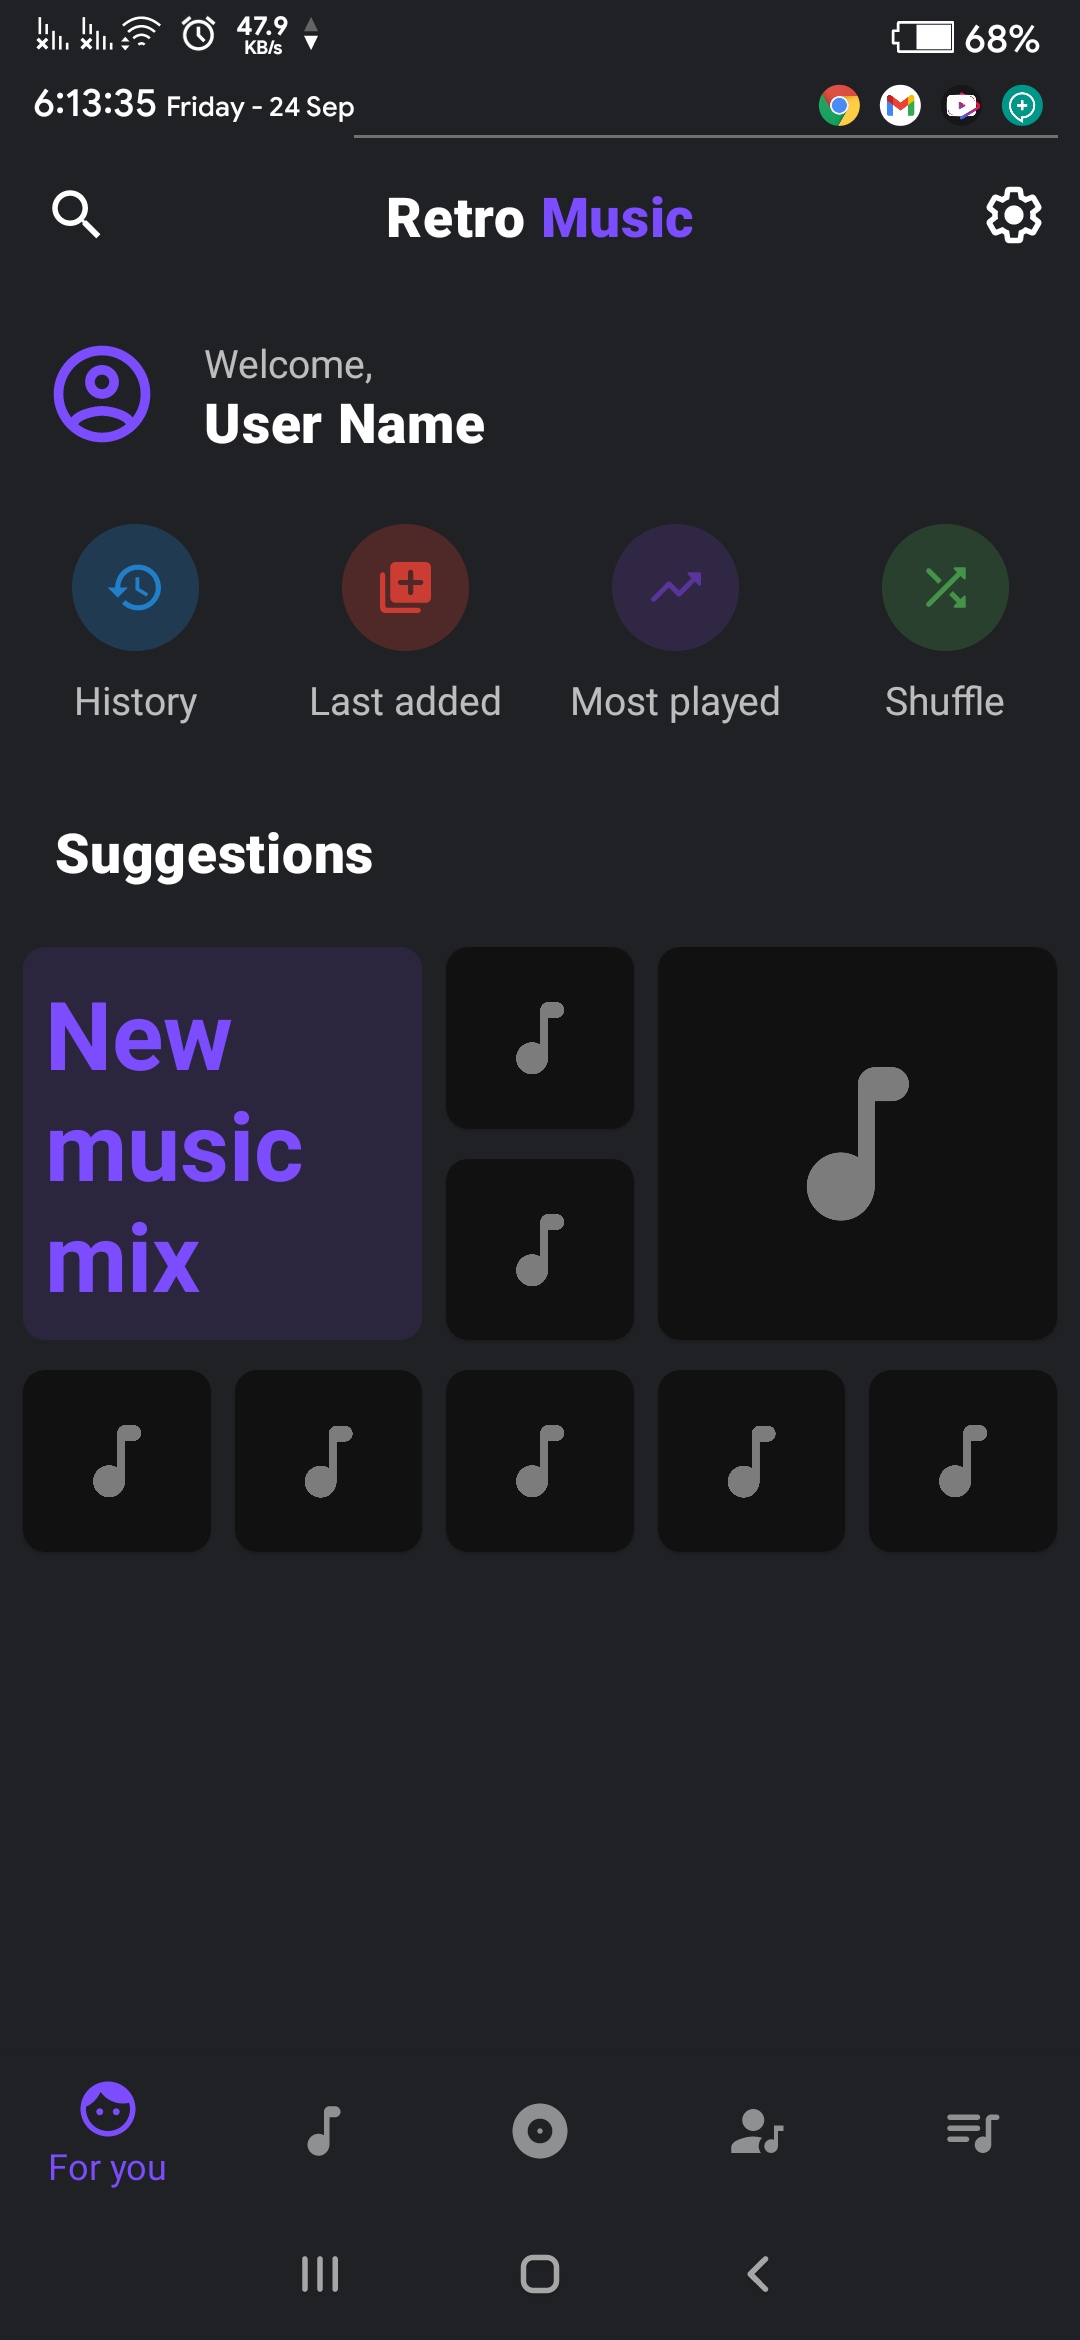 47.9
KB/s
68%
6:13:35 Friday - 24 Sep
Retro Music
Welcome,
User Name
History
Last added
Most played
Shuffle
Suggestions
New
music
mix
For you